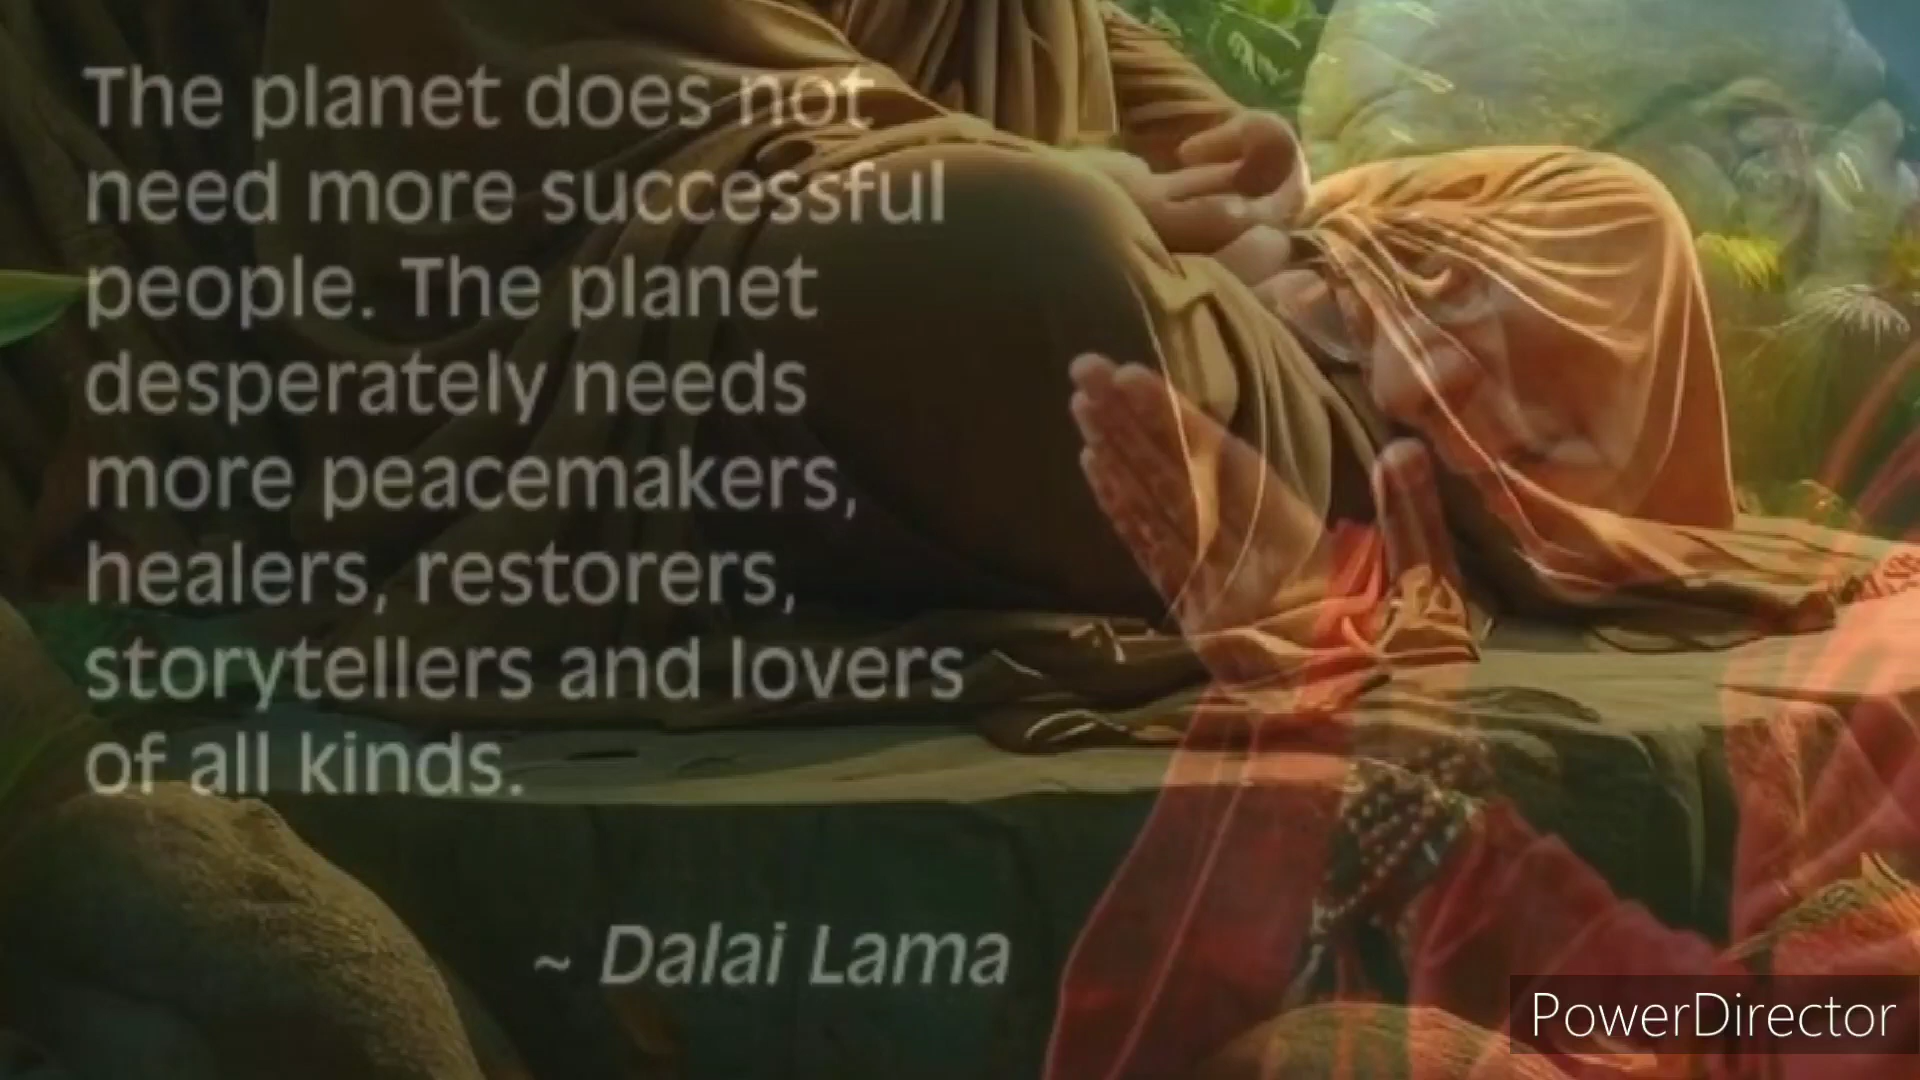 The planet does not
need more successful
people. The planet
desperately needs
more peacemakers,
healers, restorers,
storytellers and lovers
of all kinds.
~ Dalai Lama
PowerDirector